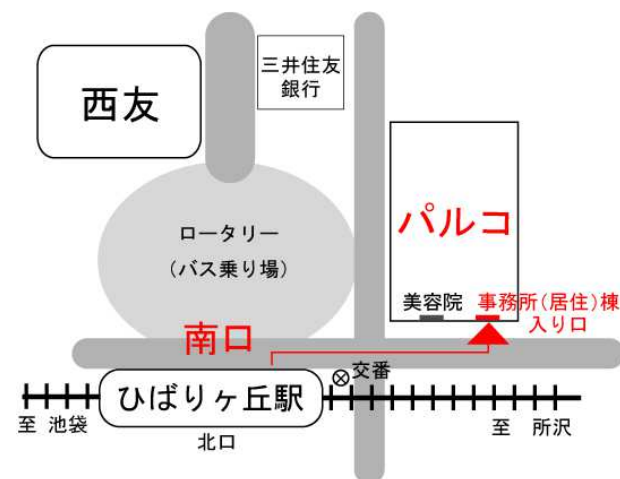 三井住友
銀行
西友
パルコ
ロータリー
(バス乗り場)
美容院
事務所(居住)棟
入り口
南口
交番
ひばりヶ丘駅
至 池袋
至 所沢
北口